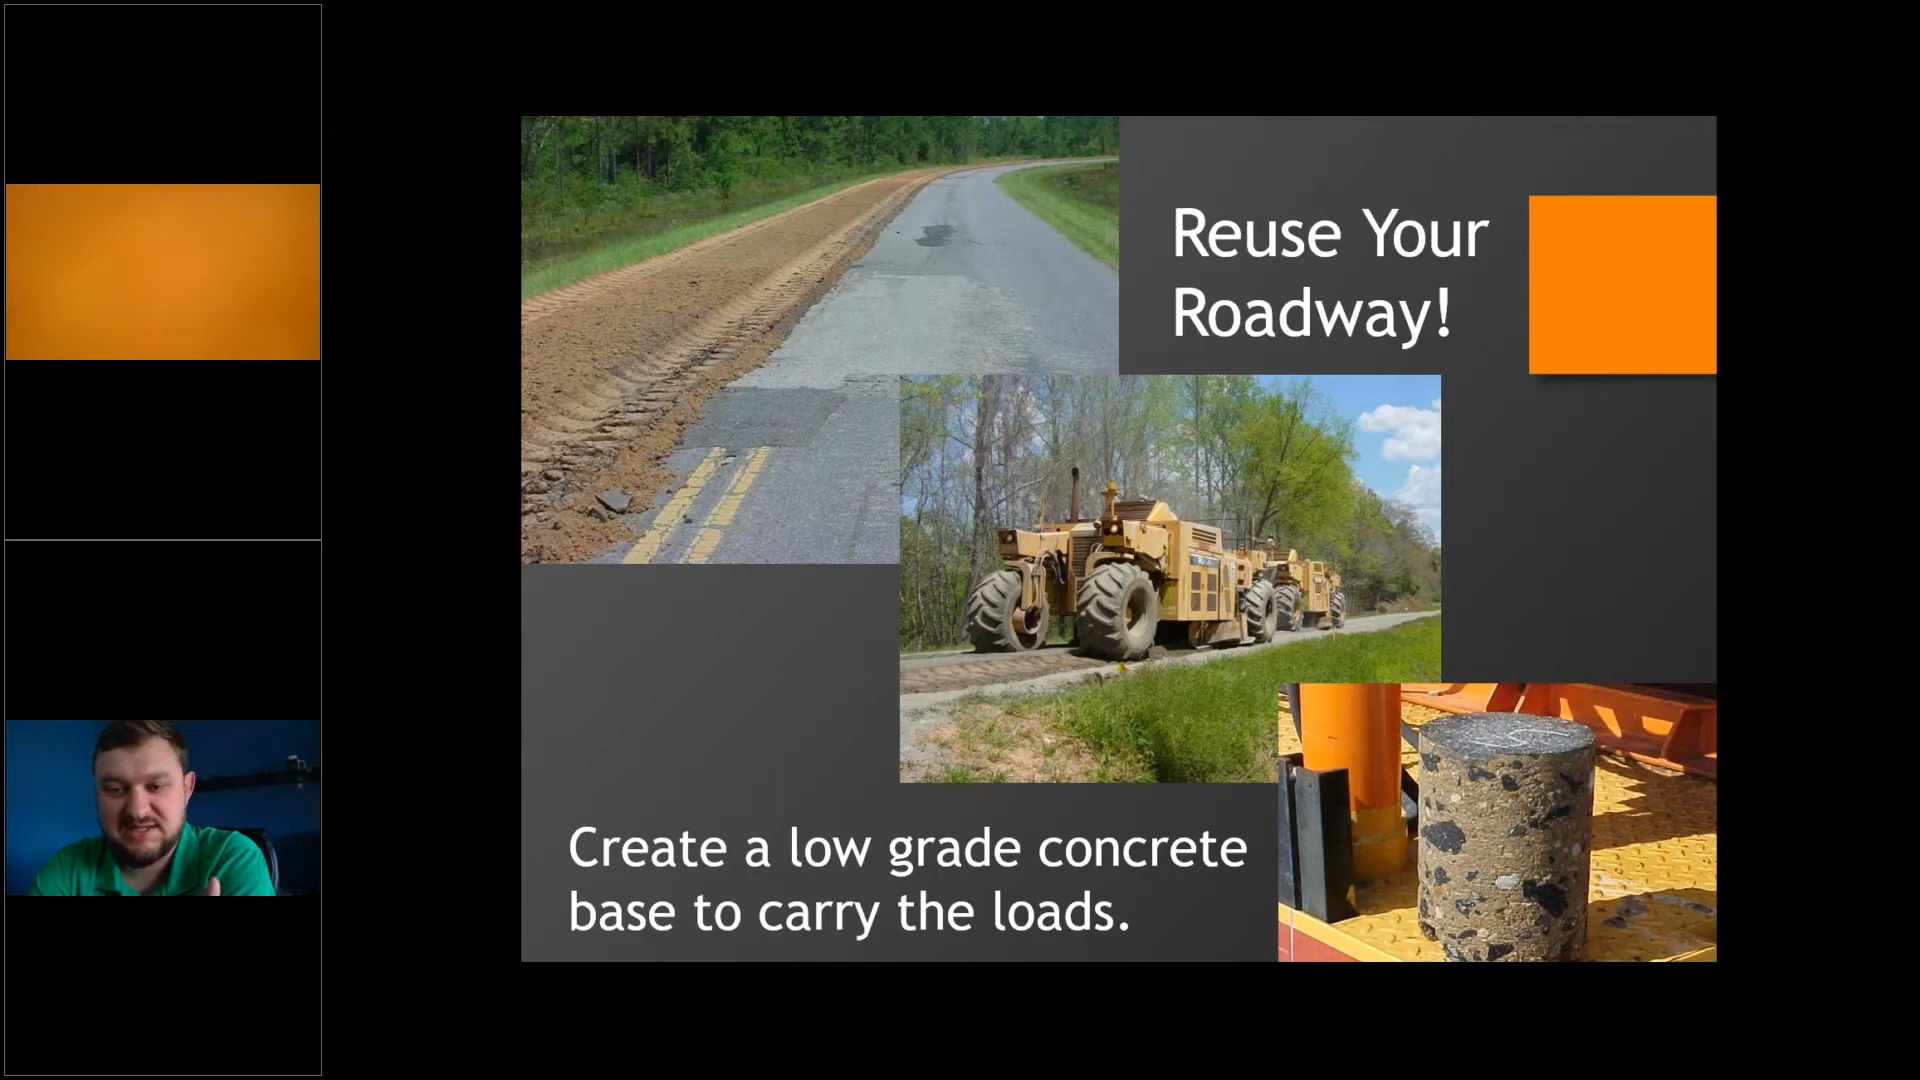 Reuse Your
Roadway!
Create a low grade concrete
base to carry the loads.